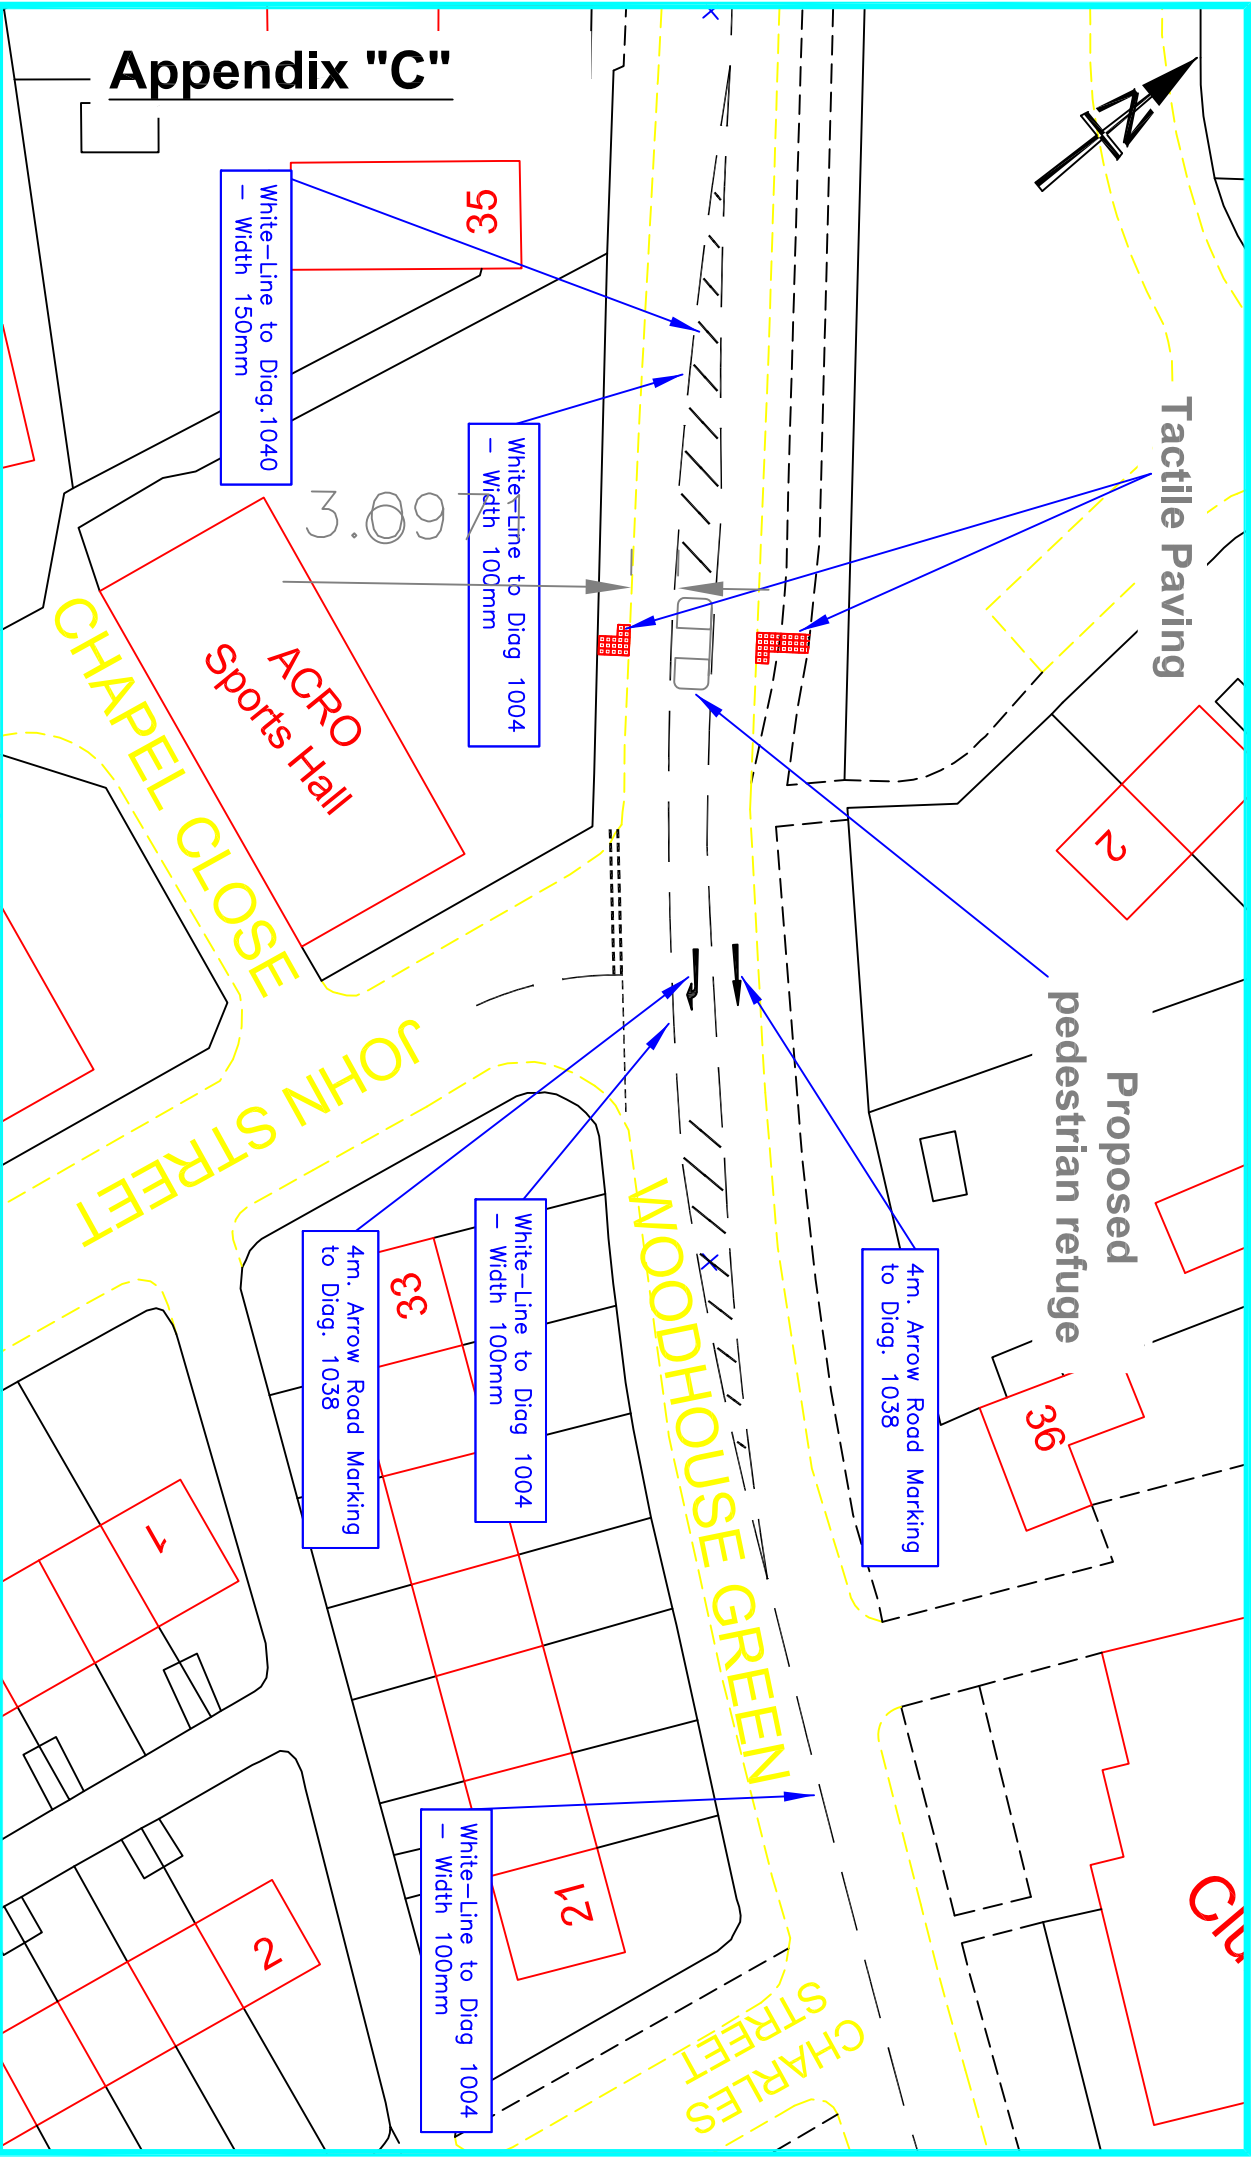 Appendix "C"
N
35
White-Line to Diag.1040
- Width 150mm
Tactile Paving
White-Line to Diag 1004
- Width 100mm
CHAPEL CLOSE
ACRO
Sports Hall
2
Proposed
pedestrian refuge
JOHN STREET
WOODHOUSE GREEN
4m. Arrow Road Marking
to Diag. 1038
33
White-Line to Diag 1004
- Width 100mm
4m. Arrow Road Marking
to Diag. 1038
36
1
21
White-Line to Diag 1004
- Width 100mm
2
CHARLES
STREET